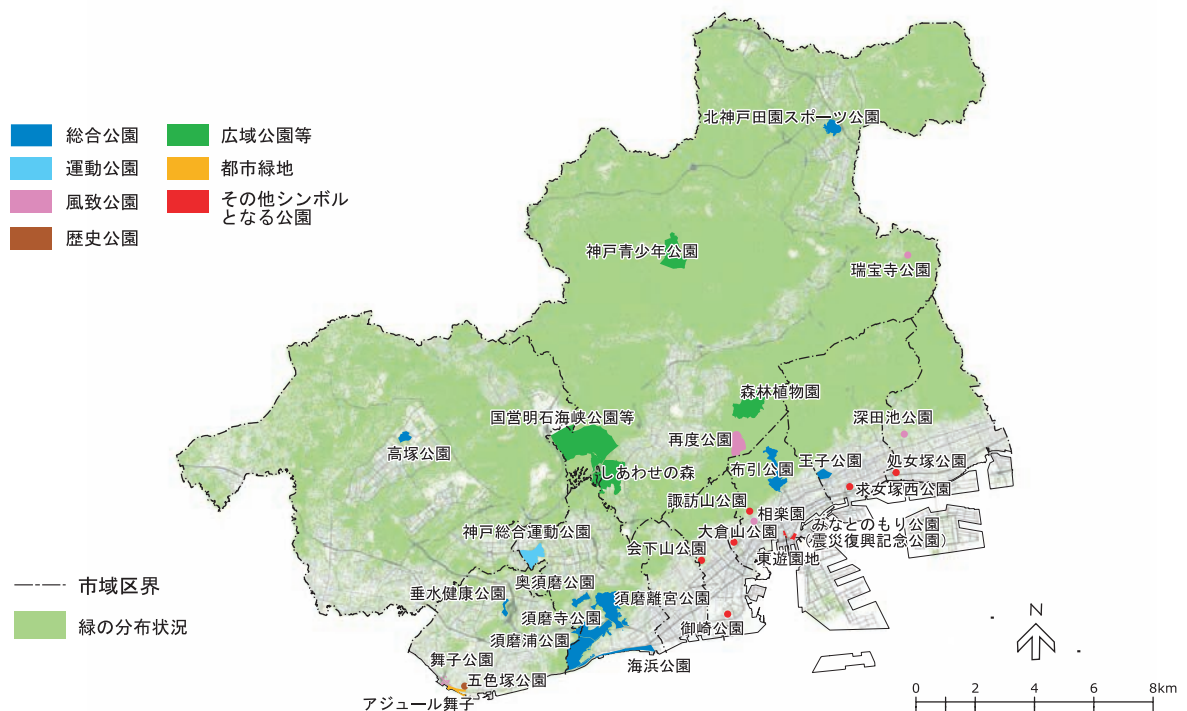 総合公園
運動公園
風致公園
歴史公園
広域公園等
都市緑地
その他シンボル
となる公園
北神戸田園スポーツ公園
神戸青少年公園
瑞宝寺公園
森林植物園
国営明石海峡公園等
深田池公園
再度公園
高塚公園
しあわせの森
布引公園
王子公園
処女塚公園
求女塚西公園
諏訪山公園
相楽園
みなとのもり公園
(震災復興記念公園)
神戸総合運動公園
大倉山公園
会下山公園
東遊園地
奥須磨公園
垂水健康公園
須磨離宮公園
須磨寺公園
御崎公園
須磨浦公園
舞子公園
海浜公園
五色塚公園
アジュール舞子
市域区界
緑の分布状況
N
0 2 4 6 8km